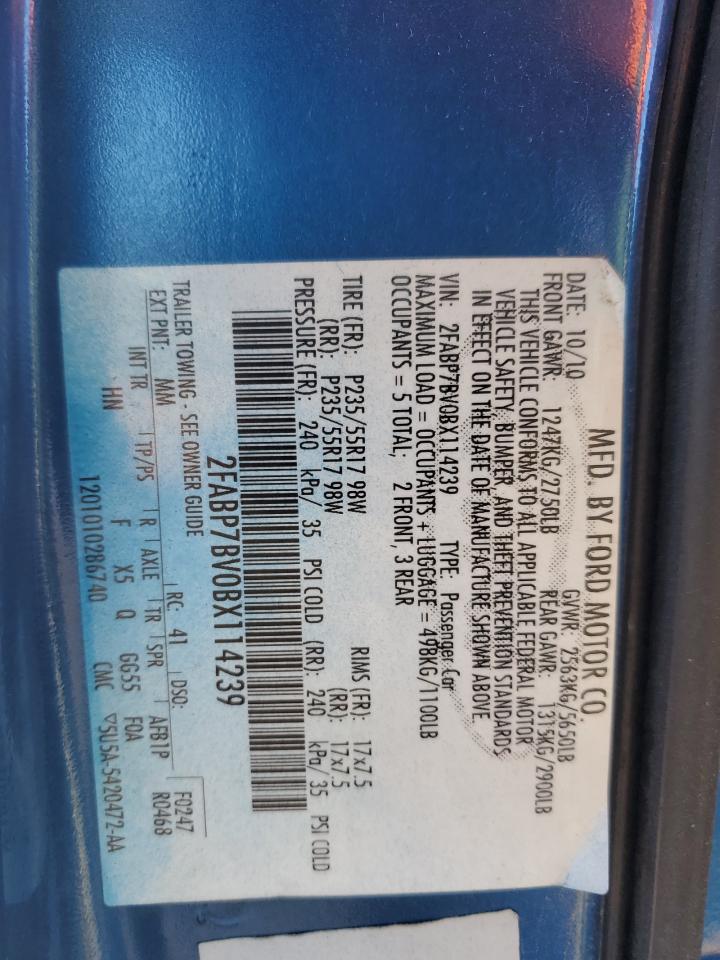 MFD. BY FORD MOTOR CO.
DATE: 10/10 GVWR: 2563KG/5650LB
FRONT GAWR: 1247KG/2750LB REAR GAWR: 1315KG/2900LB
THIS VEHICLE CONFORMS TO ALL APPLICABLE FEDERAL MOTOR
VEHICLE SAFETY, BUMPER, AND THEFT PREVENTION STANDARDS
IN EFFECT ON THE DATE OF MANUFACTURE SHOWN ABOVE.
VIN: 2FABP7BV0BX114239 TYPE: Passenger Car
MAXIMUM LOAD = OCCUPANTS + LUGGAGE = 498KG/1100LB
OCCUPANTS = 5 TOTAL; 2 FRONT, 3 REAR
TIRE (FR): P235/55R17 98W RIMS (FR): 17x7.5
(RR): P235/55R17 98W (RR): 17x7.5
PRESSURE (FR): 240 kPa/ 35 PSI COLD (RR): 240 kPa/ 35 PSI COLD
2FABP7BV0BX114239
TRAILER TOWING - SEE OWNER GUIDE
EXT PNT: MM RC: 41 DSO: F0247
AFB1P R0468
INT TR TP/PS R AXLE TR SPR
HN F X5 Q GG55 F0A
1201010286740 CMC ▽5U5A-5420472-AA